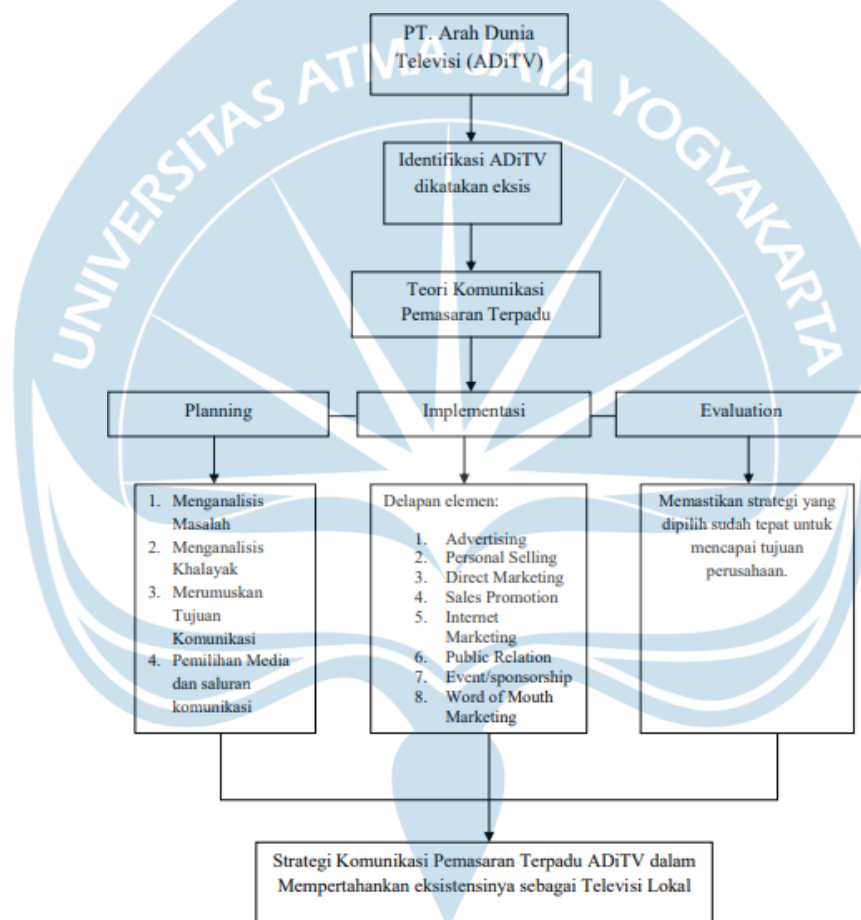 PT. Arah Dunia
Televisi (ADiTV)
UNIVERSITAS ATMA JAYA YOGYAKARTA
Identifikasi ADiTV
dikatakan eksis
Teori Komunikasi
Pemasaran Terpadu
Planning
Implementasi
Evaluation
1. Menganalisis
Masalah
2. Menganalisis
Khalayak
3. Merumuskan
Tujuan
Komunikasi
4. Pemilihan Media
dan saluran
komunikasi
Delapan elemen:
1. Advertising
2. Personal Selling
3. Direct Marketing
4. Sales Promotion
5. Internet
Marketing
6. Public Relation
7. Event/sponsorship
8. Word of Mouth
Marketing
Memastikan strategi yang
dipilih sudah tepat untuk
mencapai tujuan
perusahaan.
Strategi Komunikasi Pemasaran Terpadu ADiTV dalam
Mempertahankan eksistensinya sebagai Televisi Lokal